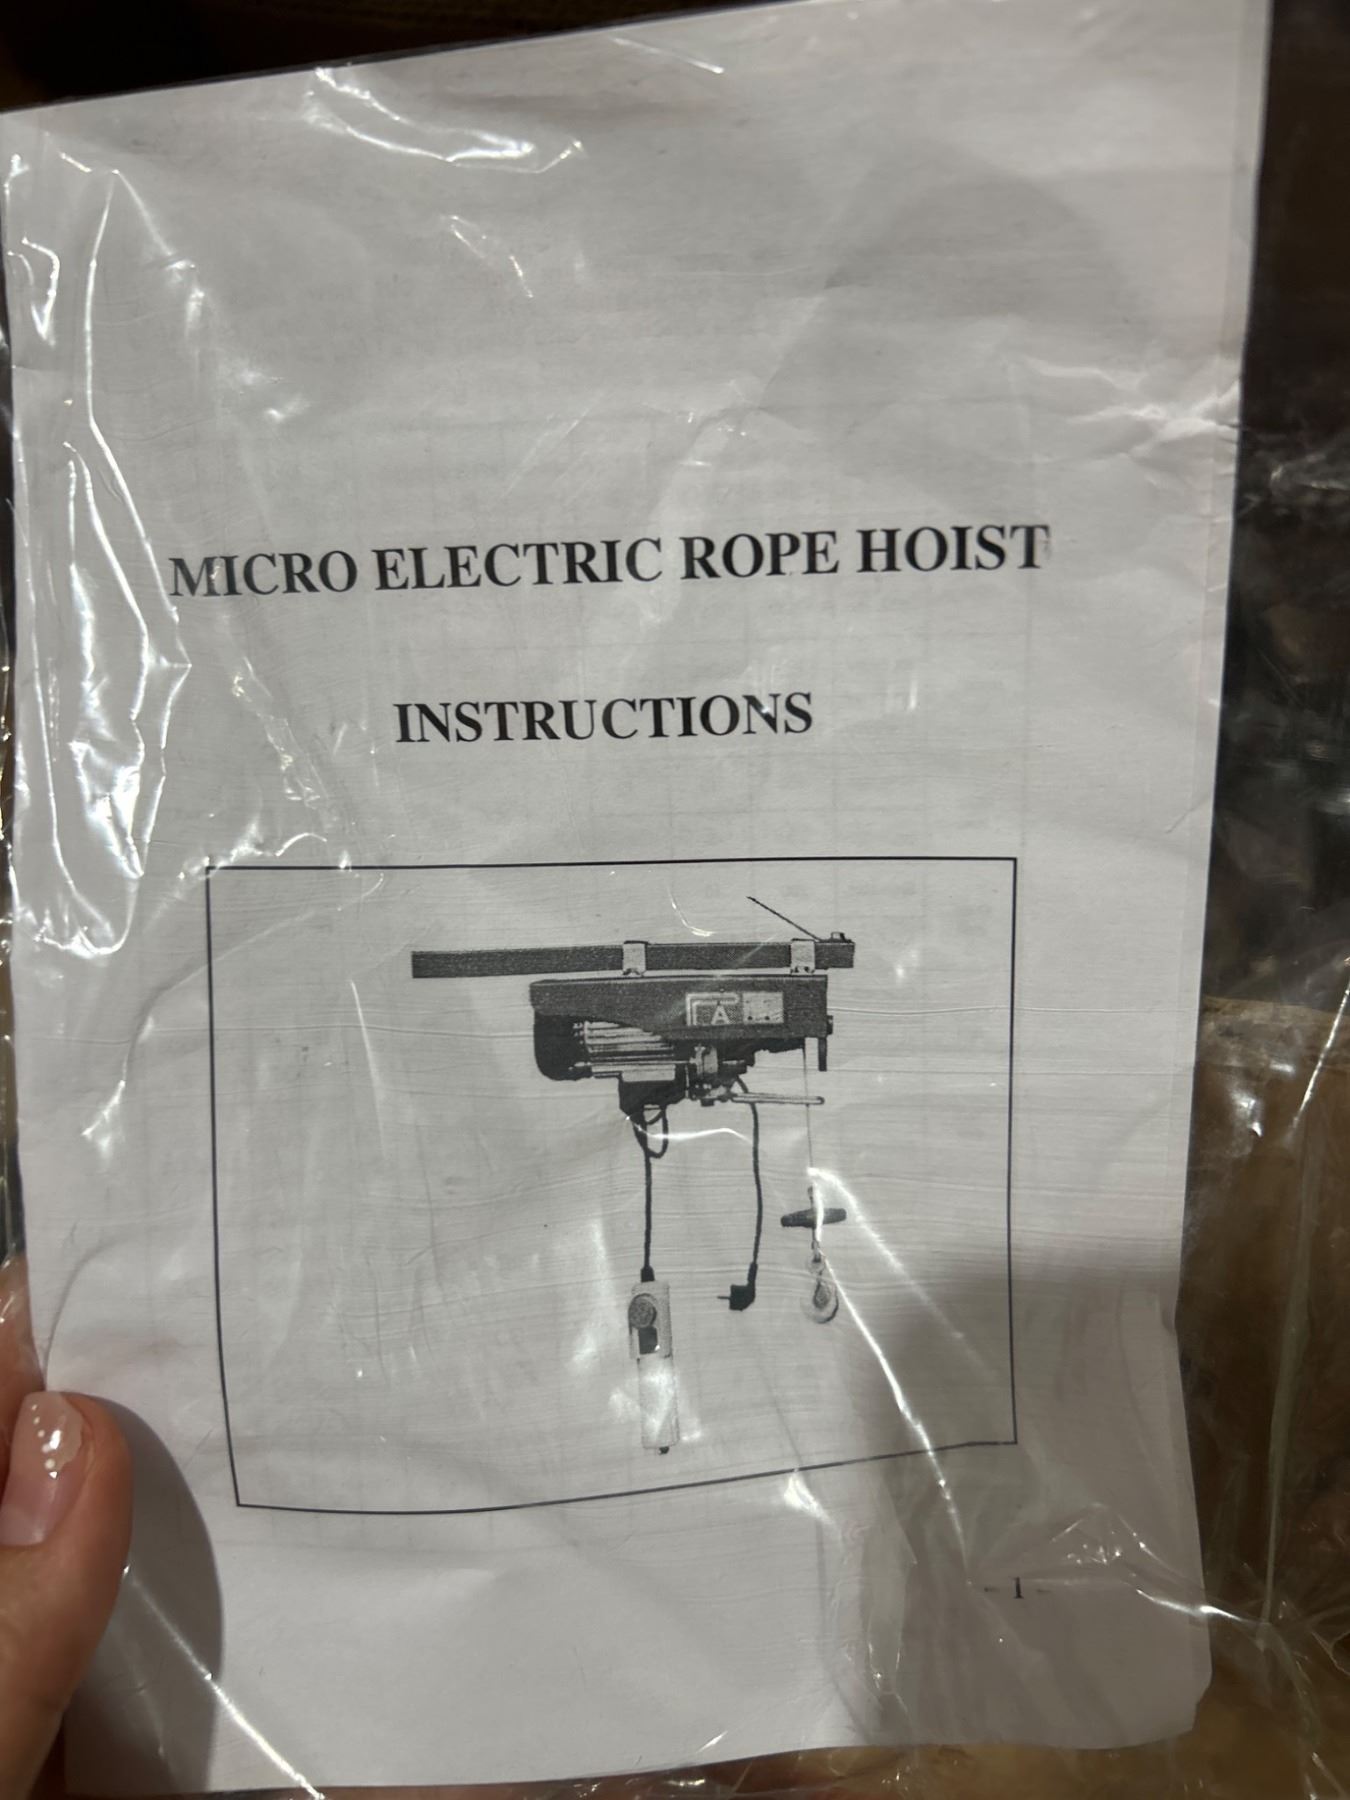 MICRO ELECTRIC ROPE HOIST
INSTRUCTIONS
A
- 1 -